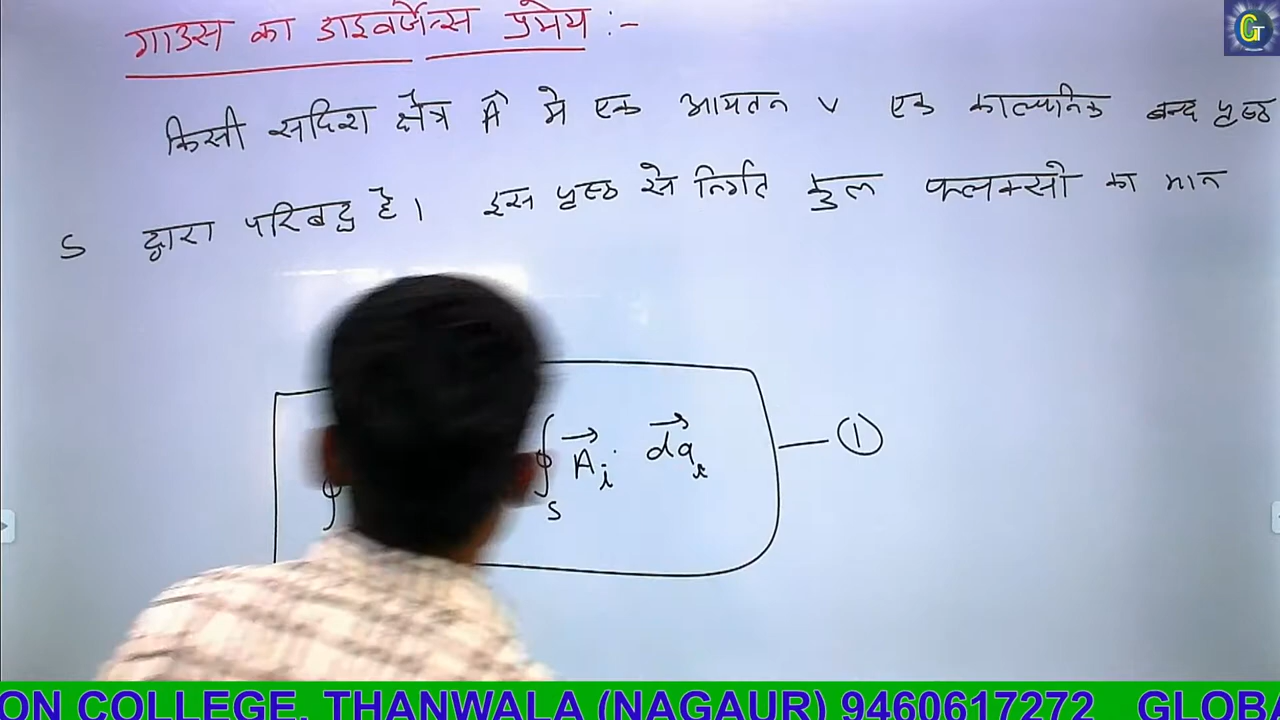 गाउस का डाइवर्जेन्स प्रमेय :-
किसी सदिश क्षेत्र A⃗ मे एक आयतन V एक काल्पनिक बन्द पृष्ठ
S द्वारा परिबद्ध है। इस पृष्ठ से निर्गत कुल फ्लक्सो का मान
∮ ∮ₛ A⃗ᵢ · da⃗ᵢ — ①
ON COLLEGE, THANWALA (NAGAUR) 9460617272 GLOBA